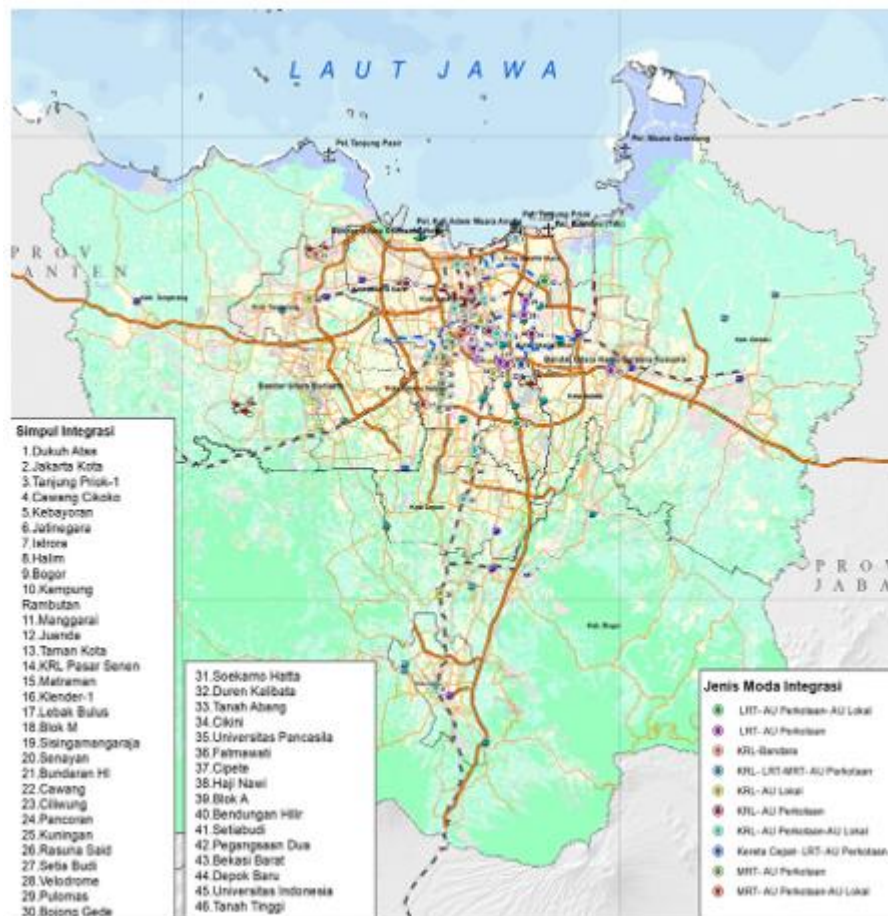 LAUT JAWA
Pel. Tanjung Pasir
PROV
Simpul Integrasi
1.Dukuh Atas
2.Jakarta Kota
3.Tanjung Priok-1
4.Cawang Cikoko
5.Kebayoran
6.Jatinegara
7.Istora
8.Halim
9.Bogor
10.Kampung
Rambutan
11.Manggarai
12.Juanda
13.Taman Kota
14.KRL Pasar Senen
15.Matraman
16.Klender-1
17.Lebak Bulus
18.Blok M
19.Sisingamangaraja
20.Senayan
21.Bundaran HI
22.Cawang
23.Ciliwung
24.Pancoran
25.Kuningan
26.Rasuna Said
27.Setia Budi
28.Velodrome
29.Pulomas
30.Bojong Gede
31.Soekarno Hatta
32.Duren Kalibata
33.Tanah Abang
34.Cikini
35.Universitas Pancasila
36.Fatmawati
37.Cipete
38.Haji Nawi
39.Blok A
40.Bendungan Hilir
41.Setiabudi
42.Pegangsaan Dua
43.Bekasi Barat
44.Depok Baru
45.Universitas Indonesia
46.Tanah Tinggi
Kab. Bogor
PROV
JABA
Jenis Moda Integrasi
LRT- AU Perkotaan-AU Lokal
LRT- AU Perkotaan
KRL-Bandara
KRL- LRT-MRT- AU Perkotaan
KRL- AU Lokal
KRL- AU Perkotaan
KRL- AU Perkotaan-AU Lokal
Kereta Cepat- LRT- AU Perkotaan
MRT- AU Perkotaan
MRT- AU Perkotaan-AU Lokal